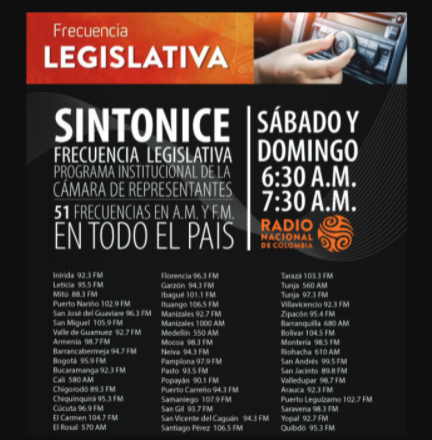 Frecuencia
LEGISLATIVA
SINTONICE
FRECUENCIA LEGISLATIVA
PROGRAMA INSTITUCIONAL DE LA
CÁMARA DE REPRESENTANTES
51 FRECUENCIAS EN A.M. Y F.M.
EN TODO EL PAIS
SÁBADO Y
DOMINGO
6:30 A.M.
7:30 A.M.
RADIO
NACIONAL
DE COLOMBIA
Inirida 92.3 FM
Leticia 95.5 FM
Mitú 88.3 FM
Puerto Nariño 102.9 FM
San José del Guaviare 96.3 FM
San Miguel 105.9 FM
Valle de Guamuez 92.7 FM
Armenia 98.7 FM
Barrancabermeja 94.7 FM
Bogotá 95.9 FM
Bucaramanga 92.3 FM
Cali 580 AM
Chigorodó 89.3 FM
Chiquinquirá 95.3 FM
Cúcuta 96.9 FM
El Carmen 104.7 FM
El Rosal 570 AM
Florencia 96.3 FM
Garzón 94.3 FM
Ibagué 101.1 FM
Ituango 106.5 FM
Manizales 92.7 FM
Manizales 1000 AM
Medellín 550 AM
Mocoa 98.3 FM
Neiva 94.3 FM
Pamplona 97.9 FM
Pasto 93.5 FM
Popayán 90.1 FM
Puerto Carreño 94.3 FM
Samaniego 107.9 FM
San Gil 93.7 FM
San Vicente del Caguán 94.3 FM
Santiago Pérez 106.5 FM
Tarazá 103.3 FM
Tunja 560 AM
Tunja 97.3 FM
Villavicencio 92.3 FM
Zipacón 95.4 FM
Barranquilla 680 AM
Bolívar 104.5 FM
Montería 98.5 FM
Riohacha 610 AM
San Andrés 99.5 FM
San Jacinto 89.8 FM
Valledupar 98.7 FM
Arauca 92.3 FM
Puerto Leguízamo 102.7 FM
Saravena 98.3 FM
Yopal 92.7 FM
Quibdó 95.3 FM